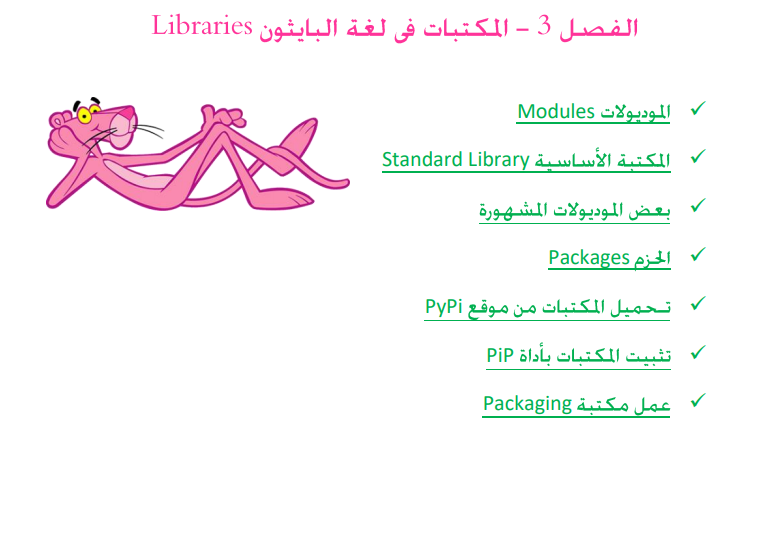 الفصل 3 – المكتبات فى لغة البايثون Libraries
الموديولات Modules
المكتبة الأساسية Standard Library
بعض الموديولات المشهورة
الحزم Packages
تحميل المكتبات من موقع PyPi
تثبيت المكتبات بأداة PiP
عمل مكتبة Packaging